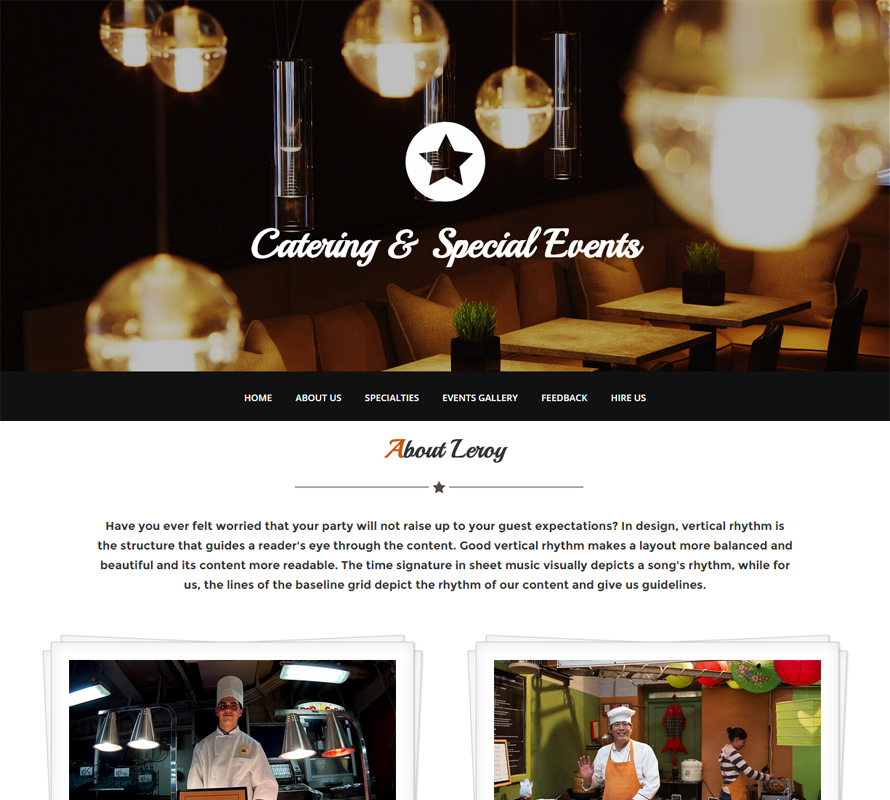 Catering & Special Events
HOME ABOUT US SPECIALTIES EVENTS GALLERY FEEDBACK HIRE US
About Leroy
Have you ever felt worried that your party will not raise up to your guest expectations? In design, vertical rhythm is
the structure that guides a reader's eye through the content. Good vertical rhythm makes a layout more balanced and
beautiful and its content more readable. The time signature in sheet music visually depicts a song's rhythm, while for
us, the lines of the baseline grid depict the rhythm of our content and give us guidelines.